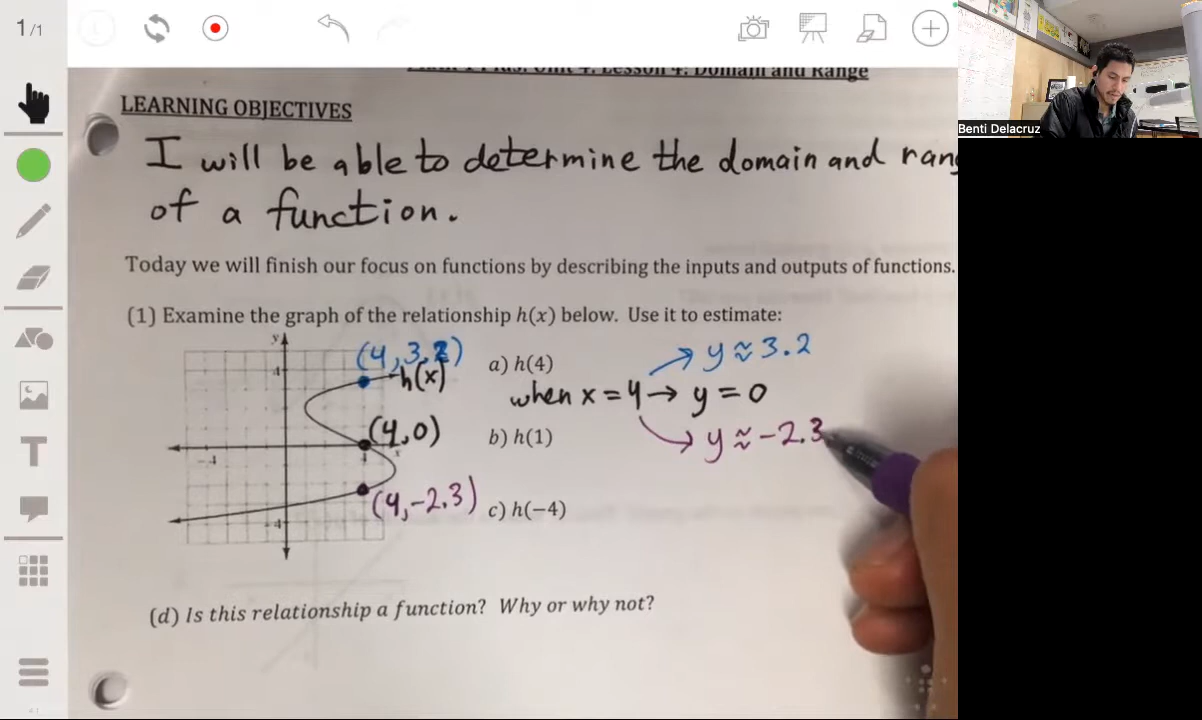 1/1
Benti Delacruz
Unit 4: Lesson 4: Domain and Range
LEARNING OBJECTIVES
I will be able to determine the domain and rang
of a function.
Today we will finish our focus on functions by describing the inputs and outputs of functions.
(1) Examine the graph of the relationship h(x) below. Use it to estimate:
y
4
(4,3.2)
h(x)
a) h(4)
y ≈ 3.2
when x = 4 → y = 0
(4,0)
-4
4
x
b) h(1)
y ≈ -2.3
(4,-2.3)
c) h(-4)
-4
(d) Is this relationship a function? Why or why not?
T